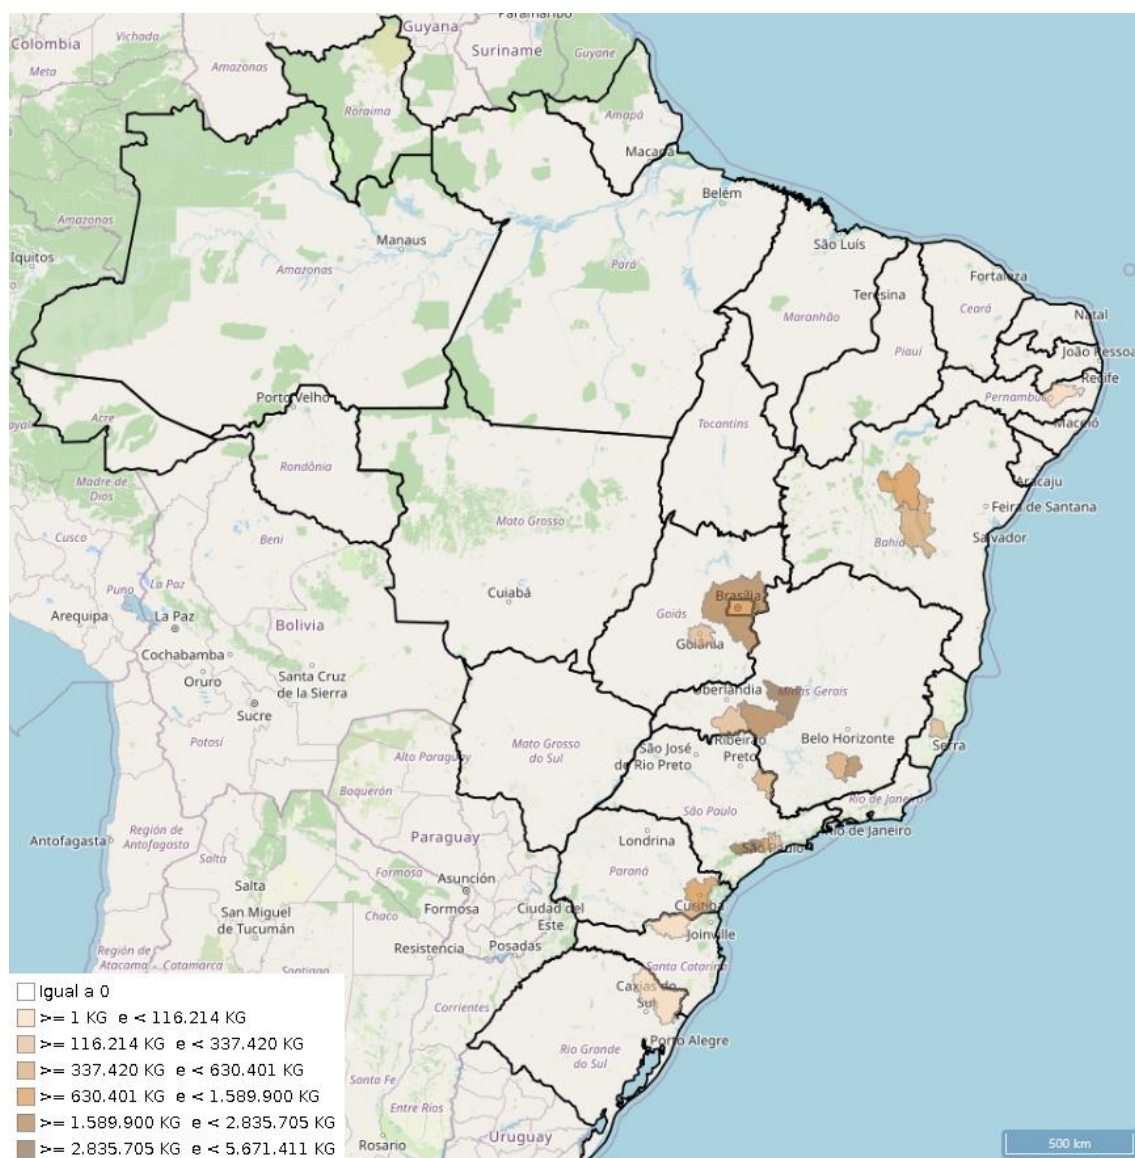 Paramaribo
Guyana
Colombia
Vichada
Suriname
Guyane
Meta
Amazonas
Roraima
Amapá
Macapá
Belém
Amazonas
Iquitos
Manaus
Amazonas
Pará
São Luís
Fortaleza
Teresina
Ceará
Maranhão
Natal
Piauí
João Pessoa
Recife
Pernambuco
Porto Velho
Acre
Maceió
Tocantins
Rondônia
Madre de
Dios
Aracaju
Feira de Santana
Mato Grosso
Cusco
Beni
Bahia
Salvador
Puno
La Paz
Cuiabá
Brasília
Arequipa
La Paz
Goiás
Bolivia
Goiânia
Cochabamba
Oruro
Santa Cruz
de la Sierra
Uberlândia
Minas Gerais
Sucre
Potosí
Mato Grosso
do Sul
Alto Paraguay
São José
do Rio Preto
Ribeirão
Preto
Belo Horizonte
Serra
Boquerón
São Paulo
Rio de Janeiro
Rio de Janeiro
Antofagasta
Región de
Antofagasta
Paraguay
Londrina
São Paulo
Salta
Paraná
Formosa
Asunción
Salta
Chaco
Formosa
Ciudad del
Este
Curitiba
San Miguel
de Tucumán
Resistencia
Posadas
Joinville
Región de
Atacama
Catamarca
Santiago
Santa Catarina
Caxias do
Sul
Corrientes
Porto Alegre
Rio Grande
do Sul
Santa Fe
Entre Ríos
Uruguay
Rosario
Igual a 0
>= 1 KG e < 116.214 KG
>= 116.214 KG e < 337.420 KG
>= 337.420 KG e < 630.401 KG
>= 630.401 KG e < 1.589.900 KG
>= 1.589.900 KG e < 2.835.705 KG
>= 2.835.705 KG e < 5.671.411 KG
500 km